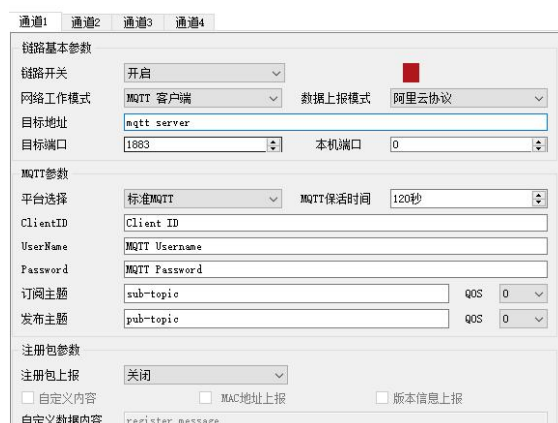 通道1 通道2 通道3 通道4
链路基本参数
链路开关 开启
网络工作模式 MQTT 客户端 数据上报模式 阿里云协议
目标地址 mqtt server
目标端口 1883 本机端口 0
MQTT参数
平台选择 标准MQTT MQTT保活时间 120秒
ClientID Client ID
UserName MQTT Username
Password MQTT Password
订阅主题 sub-topic QOS 0
发布主题 pub-topic QOS 0
注册包参数
注册包上报 关闭
自定义内容 MAC地址上报 版本信息上报
自定义数据内容 register message